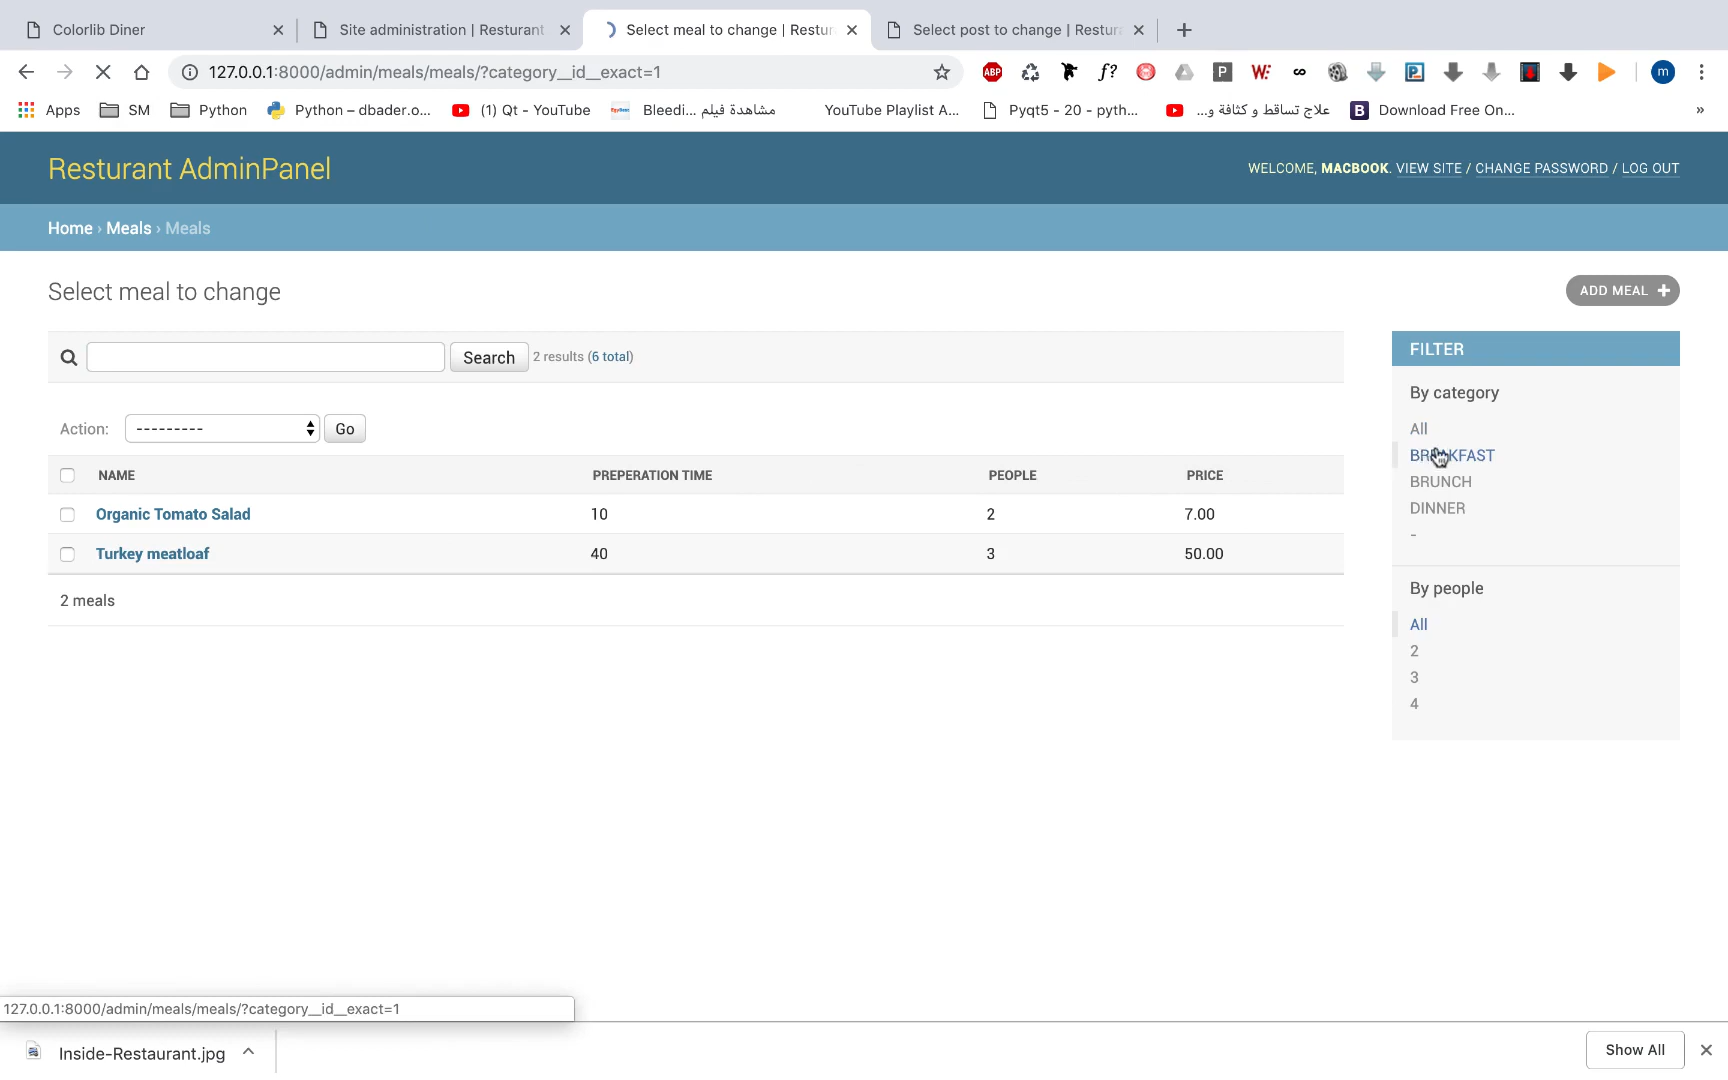 Colorlib Diner
Site administration | Resturant
Select meal to change | Restur
Select post to change | Restur
127.0.0.1:8000/admin/meals/meals/?category__id__exact=1
ABP
f?
P
W
m
Apps
SM
Python
Python – dbader.o...
(1) Qt - YouTube
Bleedi... مشاهدة فيلم
YouTube Playlist A...
Pyqt5 - 20 - pyth...
علاج تساقط و كثافة و...
B Download Free On...
»
Resturant AdminPanel
WELCOME, MACBOOK. VIEW SITE / CHANGE PASSWORD / LOG OUT
Home › Meals › Meals
Select meal to change
ADD MEAL +
Search 2 results (6 total)
Action: --------- Go
NAME PREPERATION TIME PEOPLE PRICE
Organic Tomato Salad 10 2 7.00
Turkey meatloaf 40 3 50.00
2 meals
FILTER
By category
All
BREAKFAST
BRUNCH
DINNER
-
By people
All
2
3
4
127.0.0.1:8000/admin/meals/meals/?category__id__exact=1
Inside-Restaurant.jpg
Show All